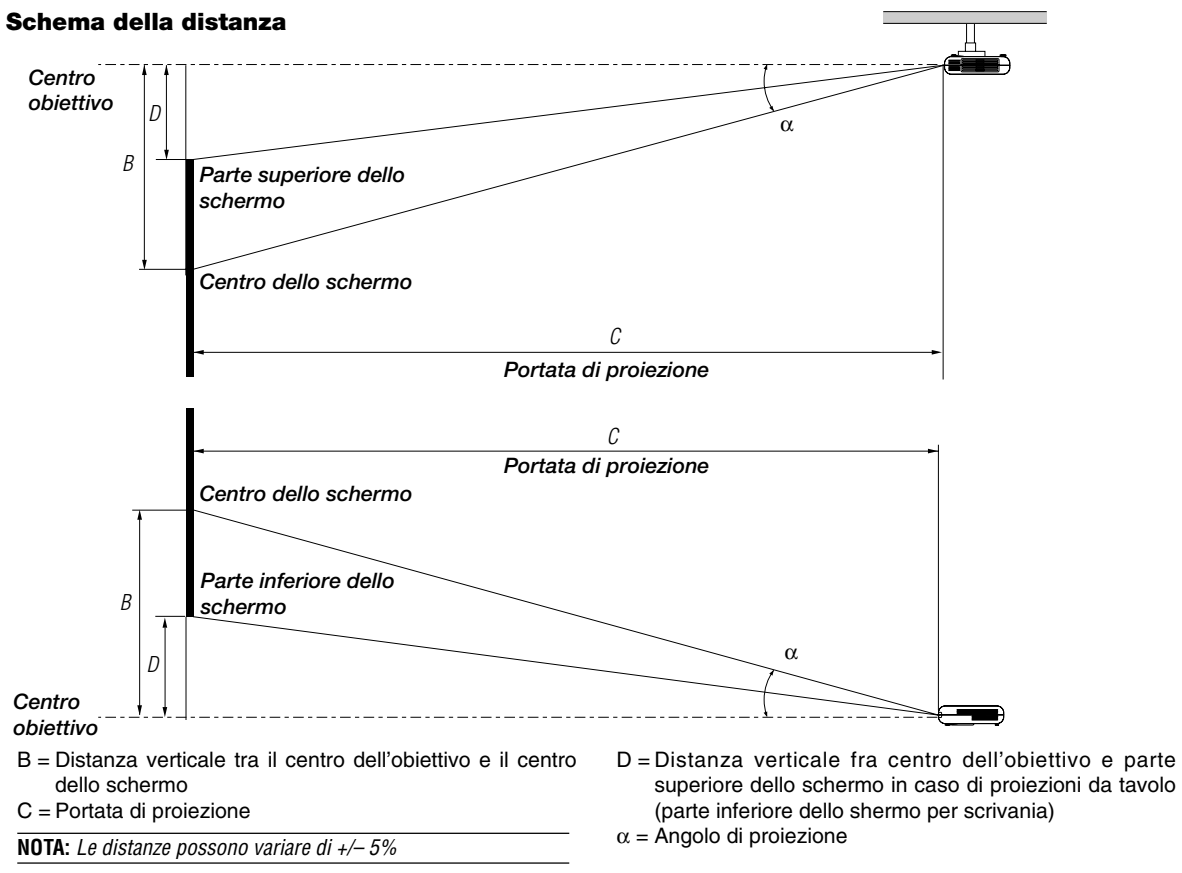 Schema della distanza
Centro
obiettivo
D
B
α
Parte superiore dello
schermo
Centro dello schermo
C
Portata di proiezione
C
Portata di proiezione
Centro dello schermo
Parte inferiore dello
schermo
B
D
α
Centro
obiettivo
B = Distanza verticale tra il centro dell'obiettivo e il centro
dello schermo
C = Portata di proiezione
NOTA: Le distanze possono variare di +/– 5%
D = Distanza verticale fra centro dell'obiettivo e parte
superiore dello schermo in caso di proiezioni da tavolo
(parte inferiore dello shermo per scrivania)
α = Angolo di proiezione